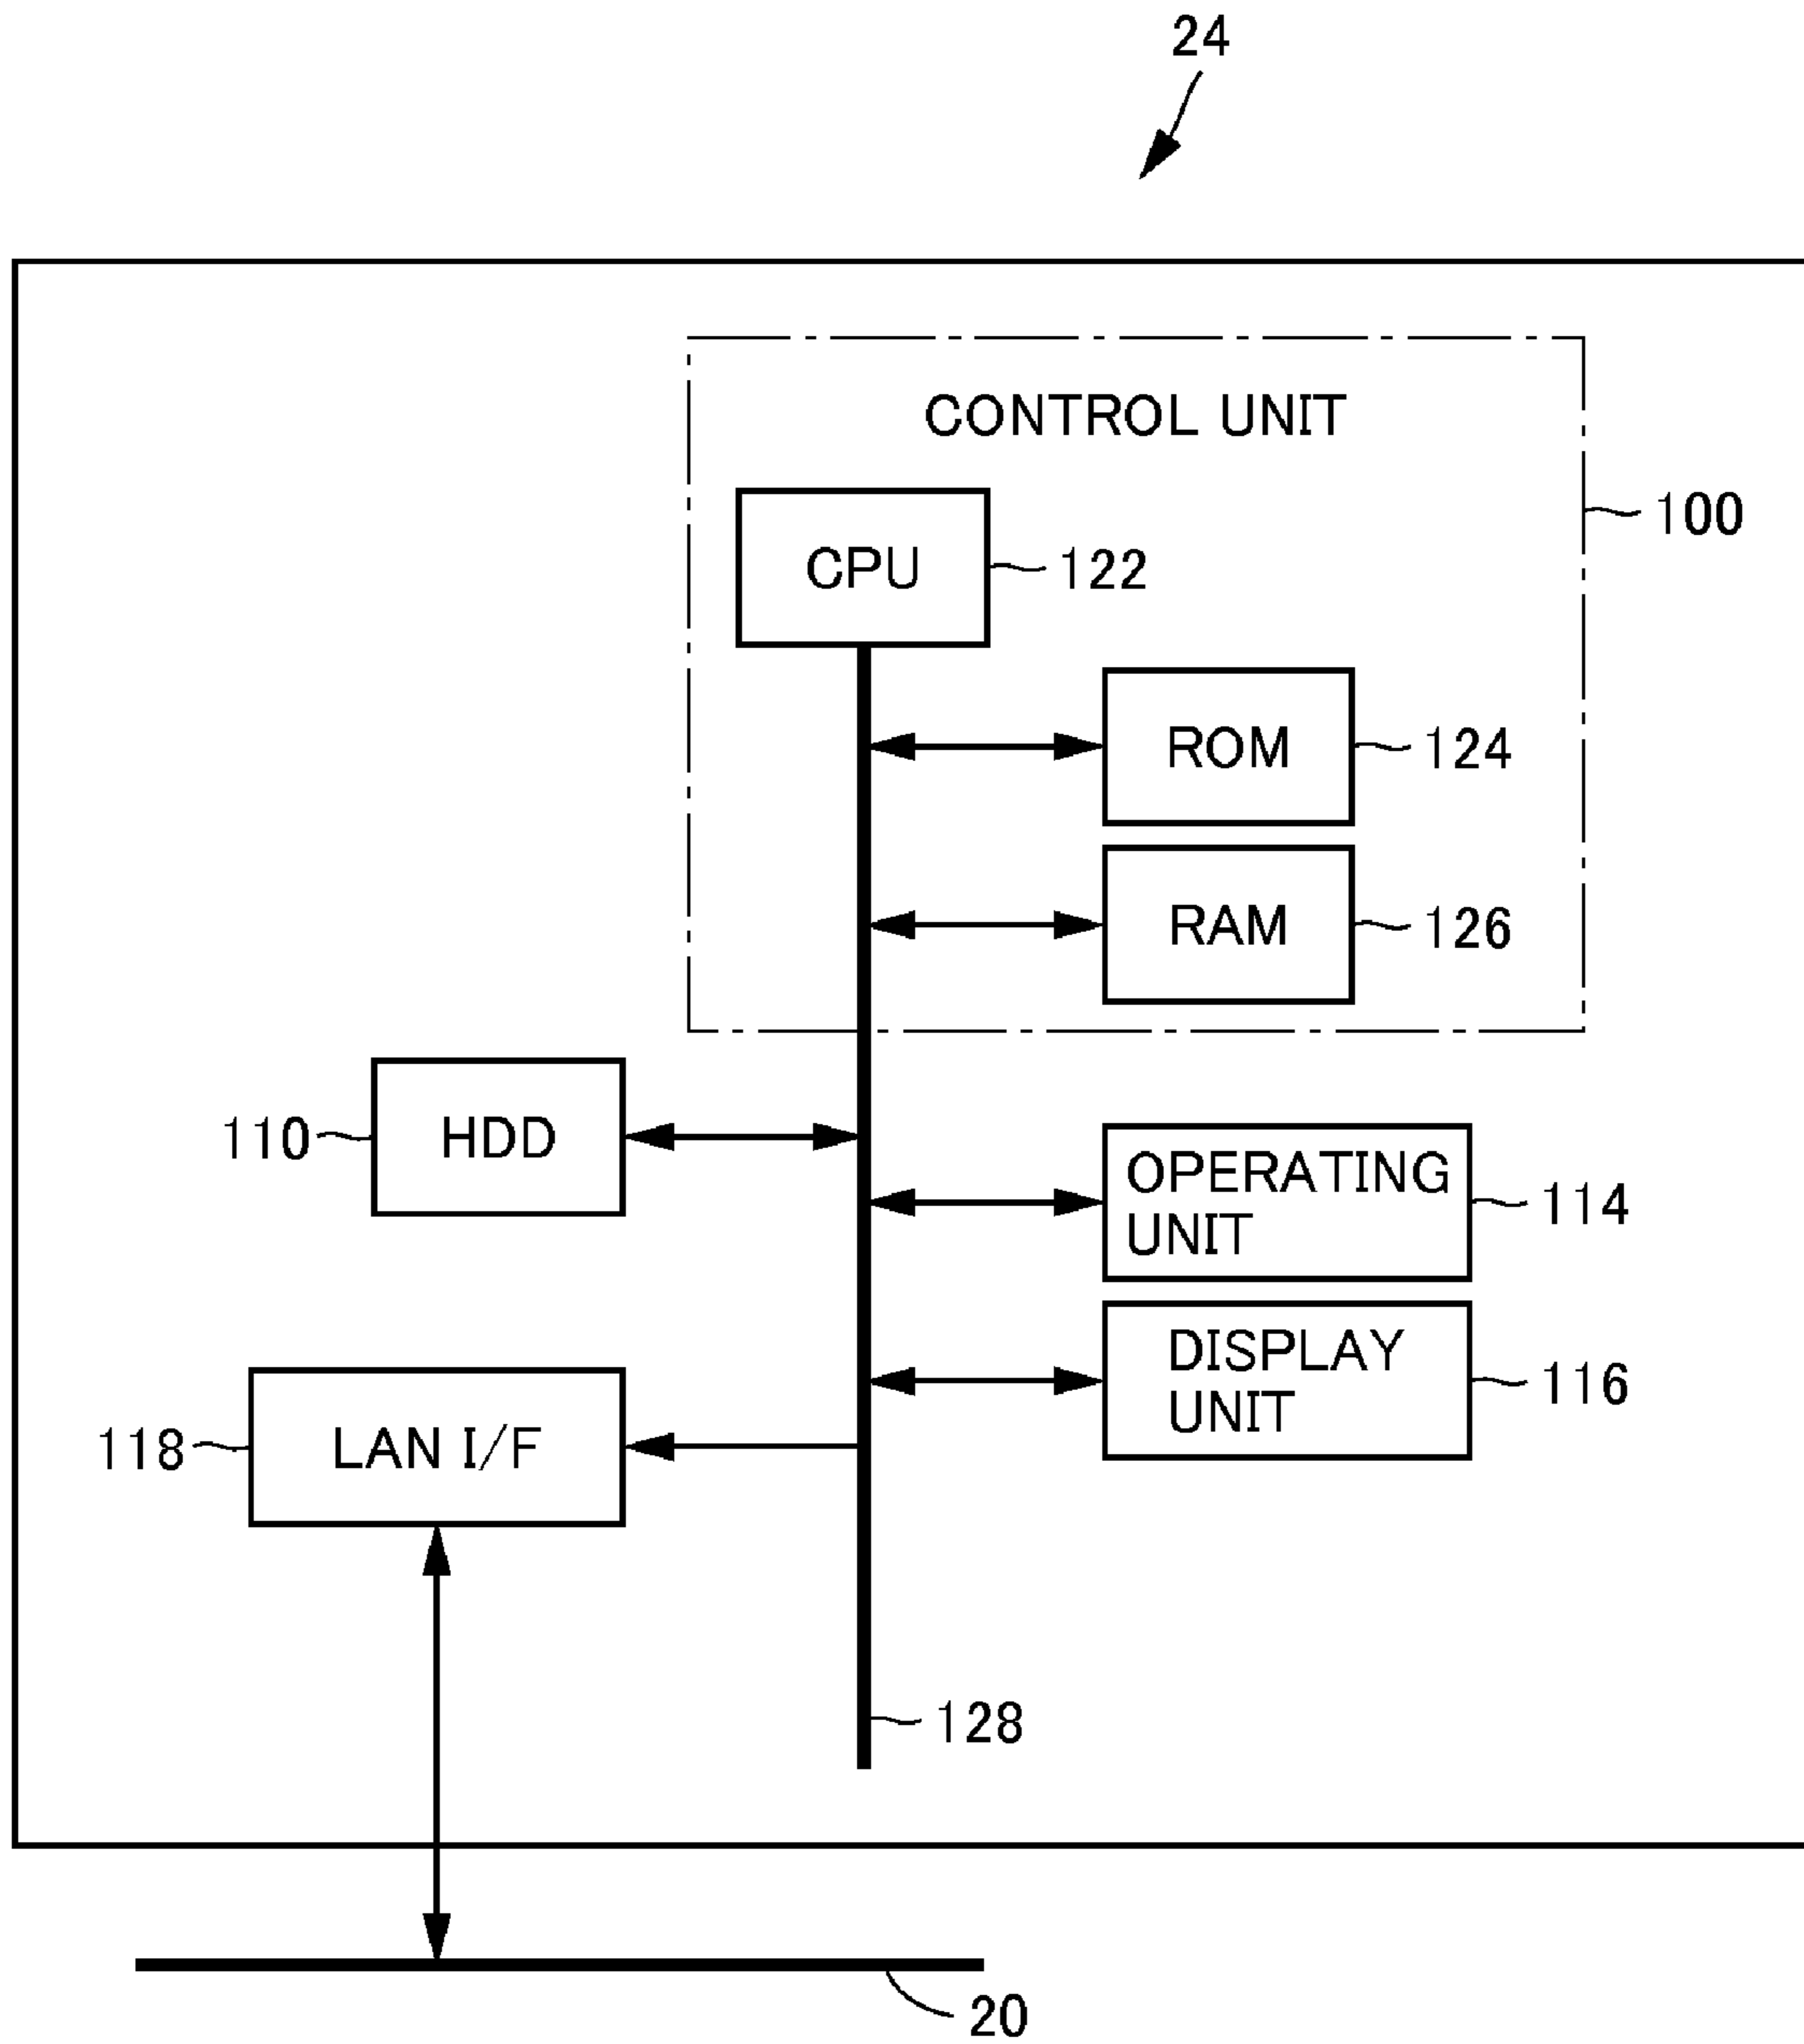 24
CONTROL UNIT
100
CPU
122
ROM
124
RAM
126
110
HDD
OPERATING
UNIT
114
DISPLAY
UNIT
116
118
LAN I/F
128
20